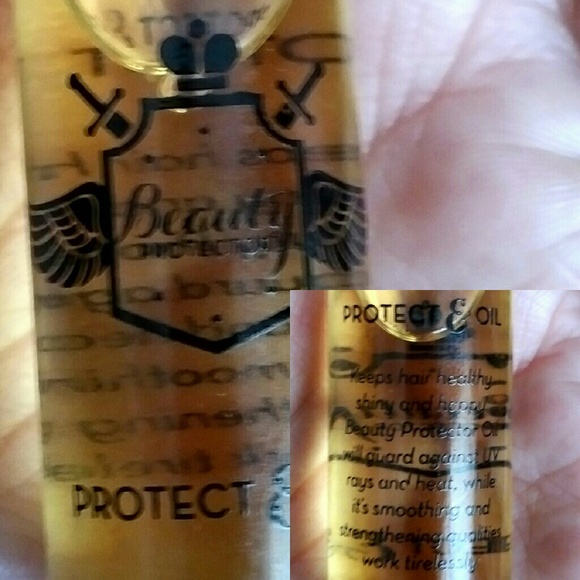 Beauty
PROTECTOR
PROTECT &
PROTECT & OIL
Keeps hair healthy
shiny and happy
Beauty Protector Oil
will guard against UV
rays and heat, while
it's smoothing and
strengthening qualities
work tirelessly